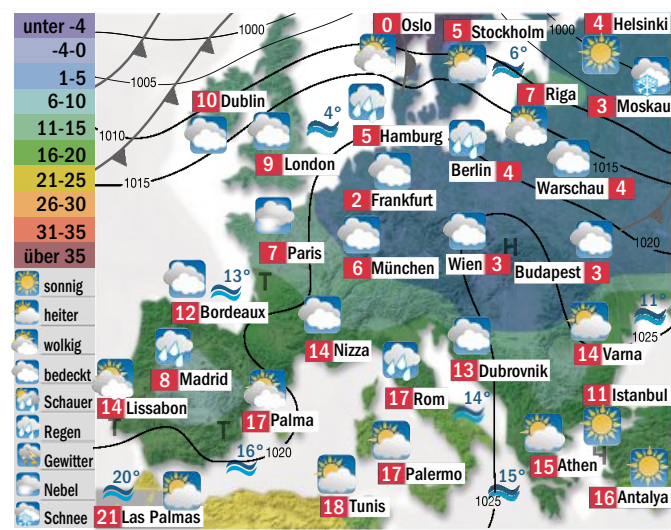 unter -4
-4-0
1-5
6-10
11-15
16-20
21-25
26-30
31-35
über 35
sonnig
heiter
wolkig
bedeckt
Schauer
Regen
Gewitter
Nebel
Schnee
1000
1000
1005
1010
1015
0 Oslo
5 Stockholm
4 Helsinki
6°
7 Riga
3 Moskau
10 Dublin
4°
5 Hamburg
9 London
Berlin 4
1015
Warschau 4
2 Frankfurt
1020
7 Paris
6 München
Wien 3
H
Budapest 3
T
13°
12 Bordeaux
11
1025
14 Nizza
14 Varna
8 Madrid
13 Dubrovnik
14 Lissabon
17 Palma
17 Rom
14°
11 Istanbul
T
T
H
16°
1020
17 Palermo
15 Athen
20°
21 Las Palmas
18 Tunis
15°
1025
16 Antalya